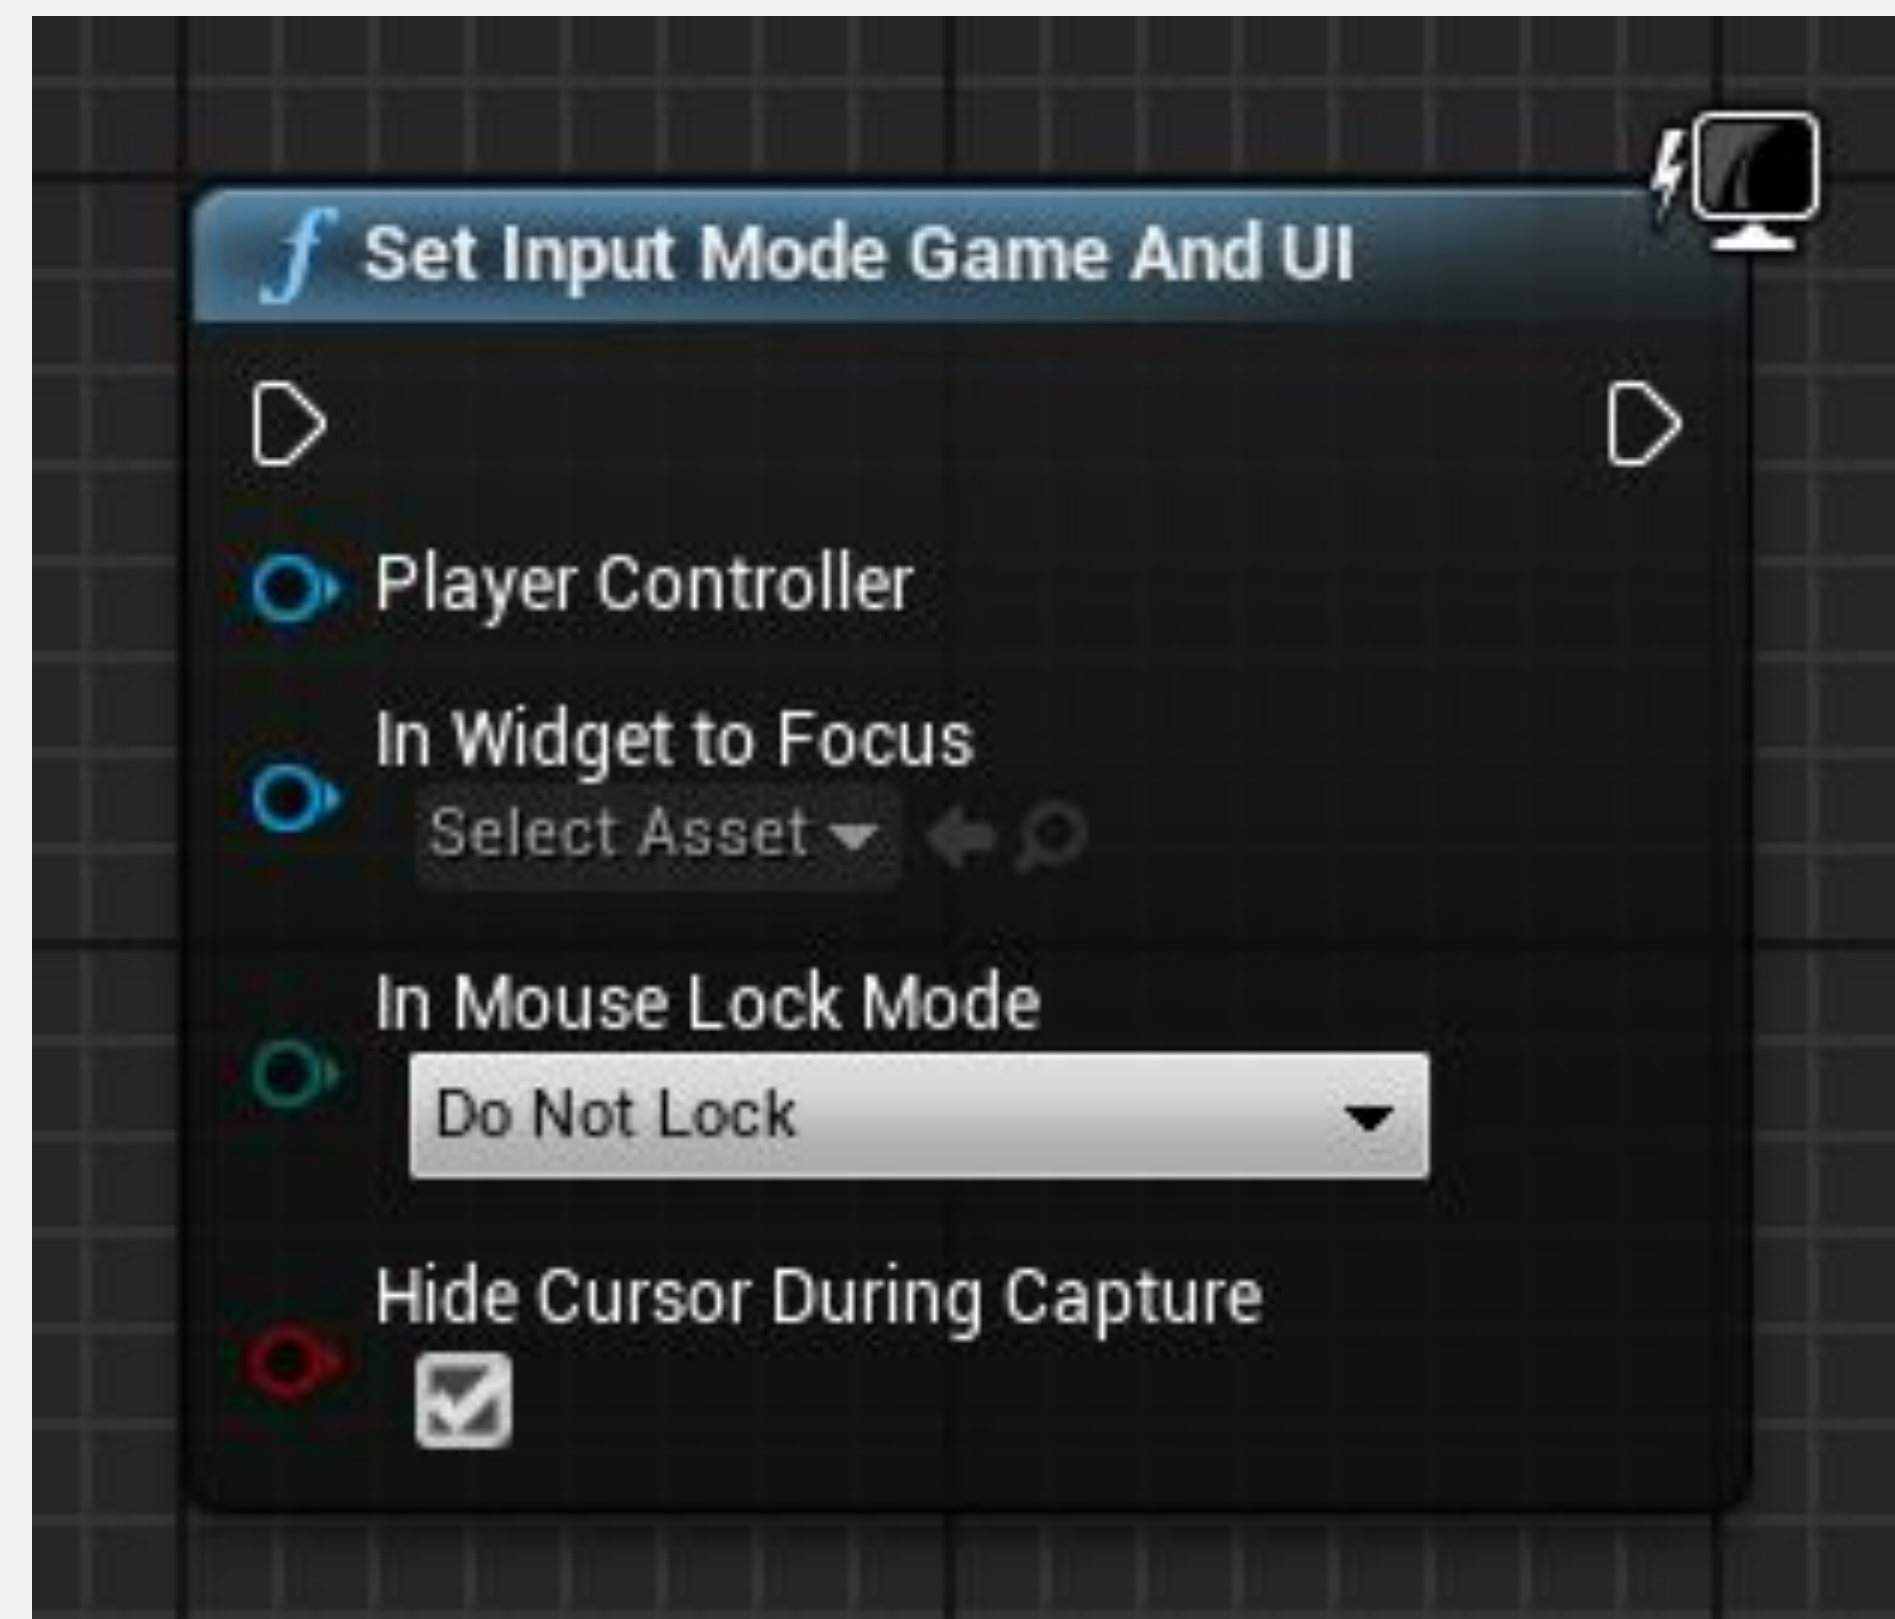 f Set Input Mode Game And UI
Player Controller
In Widget to Focus
Select Asset
In Mouse Lock Mode
Do Not Lock
Hide Cursor During Capture